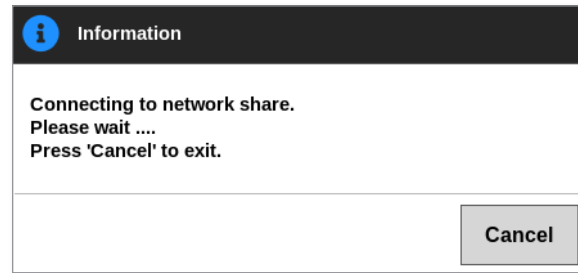 Information
Connecting to network share.
Please wait ....
Press 'Cancel' to exit.
Cancel